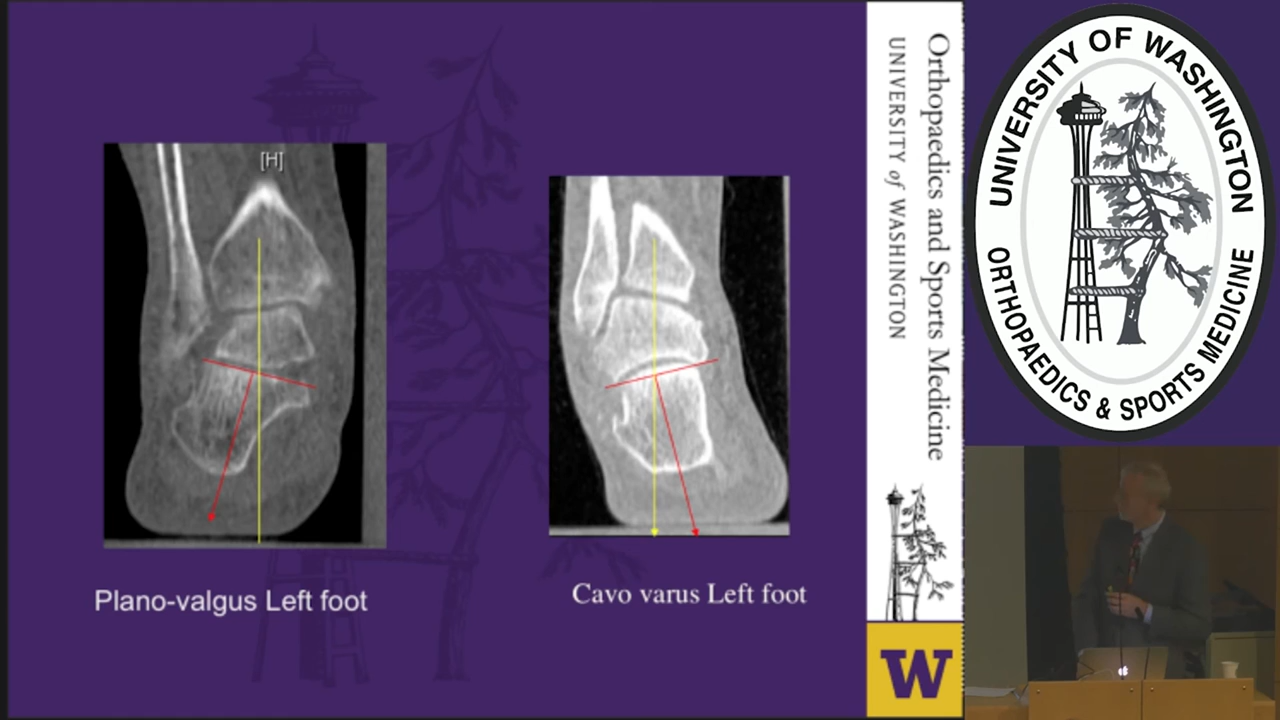 [H]
Plano-valgus Left foot
Cavo varus Left foot
Orthopaedics and Sports Medicine
UNIVERSITY of WASHINGTON
W
UNIVERSITY OF WASHINGTON
ORTHOPAEDICS & SPORTS MEDICINE